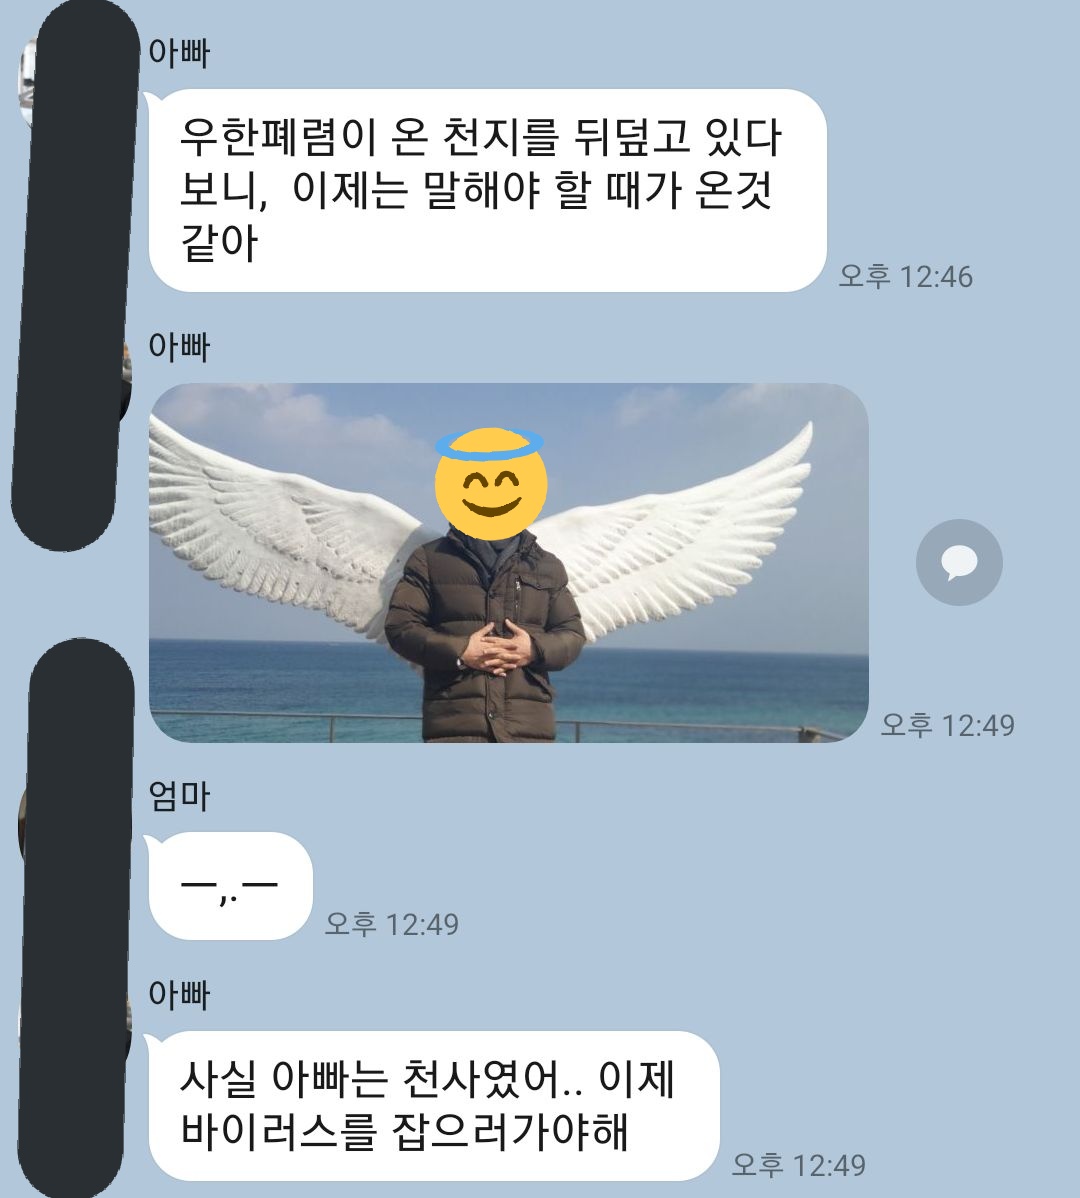 아빠
우한폐렴이 온 천지를 뒤덮고 있다
보니, 이제는 말해야 할 때가 온것
같아
오후 12:46
아빠
오후 12:49
엄마
ㅡ,.ㅡ
오후 12:49
아빠
사실 아빠는 천사였어.. 이제
바이러스를 잡으러가야해
오후 12:49